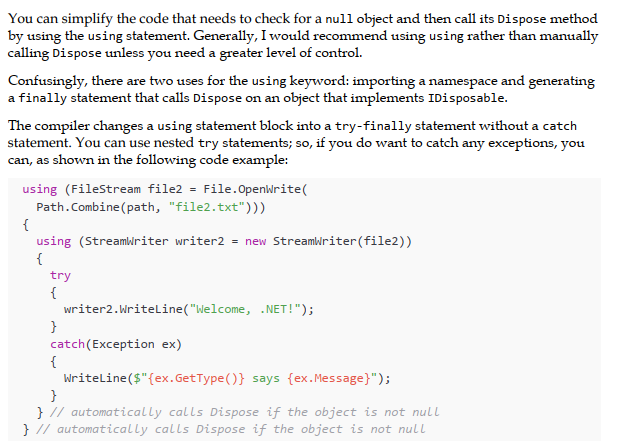 You can simplify the code that needs to check for a null object and then call its Dispose method
by using the using statement. Generally, I would recommend using using rather than manually
calling Dispose unless you need a greater level of control.
Confusingly, there are two uses for the using keyword: importing a namespace and generating
a finally statement that calls Dispose on an object that implements IDisposable.
The compiler changes a using statement block into a try-finally statement without a catch
statement. You can use nested try statements; so, if you do want to catch any exceptions, you
can, as shown in the following code example:
using (FileStream file2 = File.OpenWrite(
  Path.Combine(path, "file2.txt")))
{
  using (StreamWriter writer2 = new StreamWriter(file2))
  {
    try
    {
      writer2.WriteLine("Welcome, .NET!");
    }
    catch(Exception ex)
    {
      WriteLine($"{ex.GetType()} says {ex.Message}");
    }
  } // automatically calls Dispose if the object is not null
} // automatically calls Dispose if the object is not null